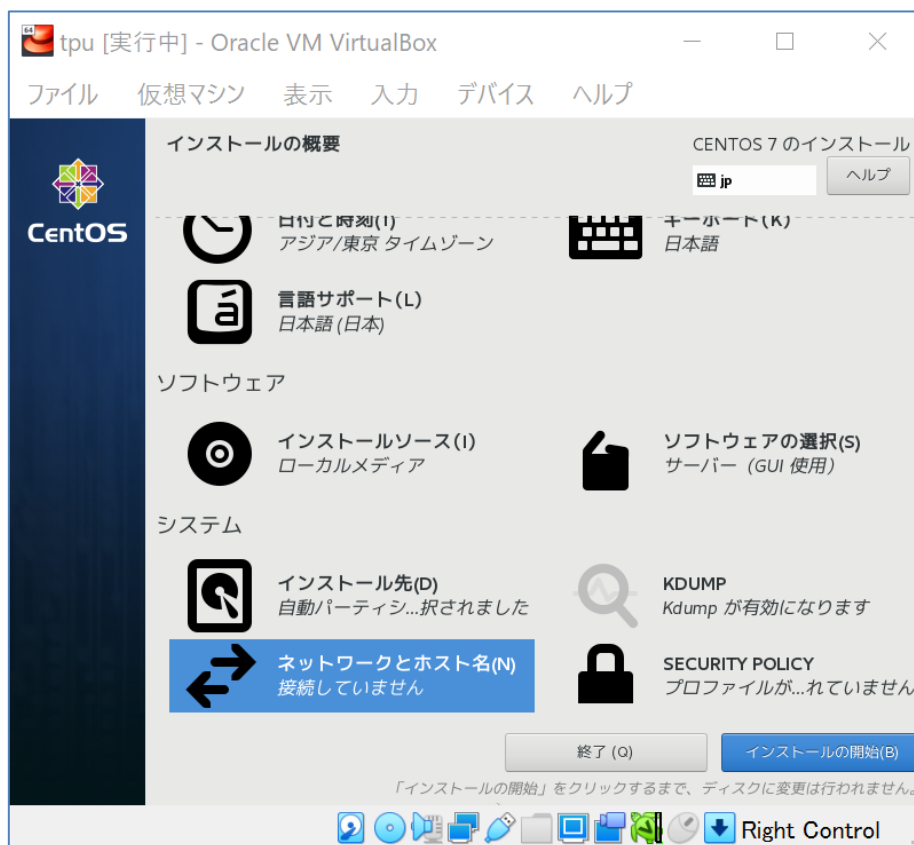 64
tpu [実行中] - Oracle VM VirtualBox
ファイル 仮想マシン 表示 入力 デバイス ヘルプ
インストールの概要
CENTOS 7 のインストール
jp
ヘルプ
CentOS
日付と時刻(T)
アジア/東京 タイムゾーン
キーボード(K)
日本語
言語サポート(L)
日本語 (日本)
ソフトウェア
インストールソース(I)
ローカルメディア
ソフトウェアの選択(S)
サーバー（GUI 使用）
システム
インストール先(D)
自動パーティシ...択されました
KDUMP
Kdump が有効になります
ネットワークとホスト名(N)
接続していません
SECURITY POLICY
プロファイルが...れていません
終了 (Q)
インストールの開始(B)
「インストールの開始」をクリックするまで、ディスクに変更は行われません。
Right Control